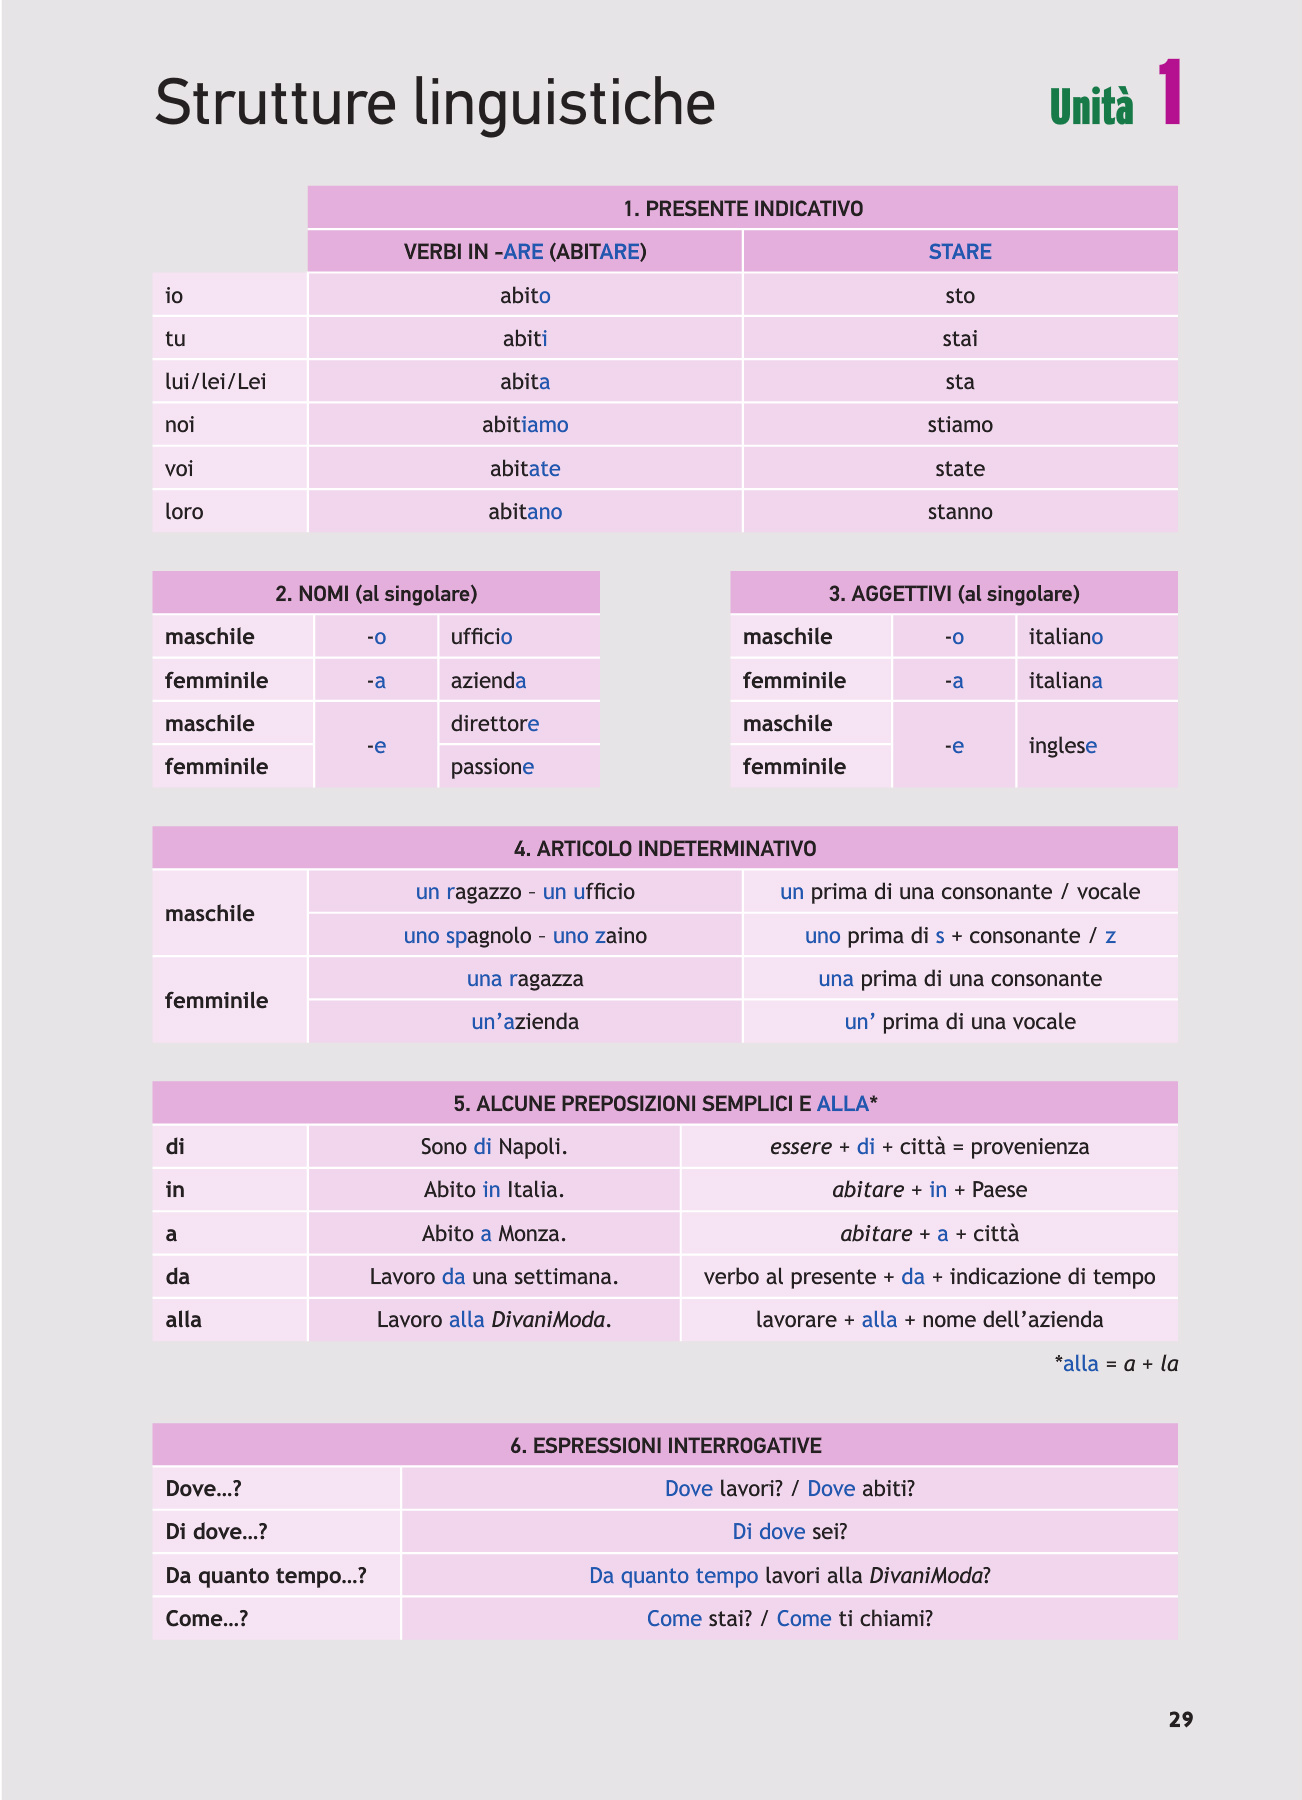 Strutture linguistiche
Unità 1
1. PRESENTE INDICATIVO
VERBI IN -ARE (ABITARE) STARE
io abito sto
tu abiti stai
lui/lei/Lei abita sta
noi abitiamo stiamo
voi abitate state
loro abitano stanno
2. NOMI (al singolare)
maschile -o ufficio
femminile -a azienda
maschile -e direttore
femminile passione
3. AGGETTIVI (al singolare)
maschile -o italiano
femminile -a italiana
maschile -e inglese
femminile
4. ARTICOLO INDETERMINATIVO
maschile
un ragazzo – un ufficio un prima di una consonante / vocale
uno spagnolo – uno zaino uno prima di s + consonante / z
femminile
una ragazza una prima di una consonante
un’azienda un’ prima di una vocale
5. ALCUNE PREPOSIZIONI SEMPLICI E ALLA*
di Sono di Napoli. essere + di + città = provenienza
in Abito in Italia. abitare + in + Paese
a Abito a Monza. abitare + a + città
da Lavoro da una settimana. verbo al presente + da + indicazione di tempo
alla Lavoro alla DivaniModa. lavorare + alla + nome dell’azienda
*alla = a + la
6. ESPRESSIONI INTERROGATIVE
Dove…? Dove lavori? / Dove abiti?
Di dove…? Di dove sei?
Da quanto tempo…? Da quanto tempo lavori alla DivaniModa?
Come…? Come stai? / Come ti chiami?
29